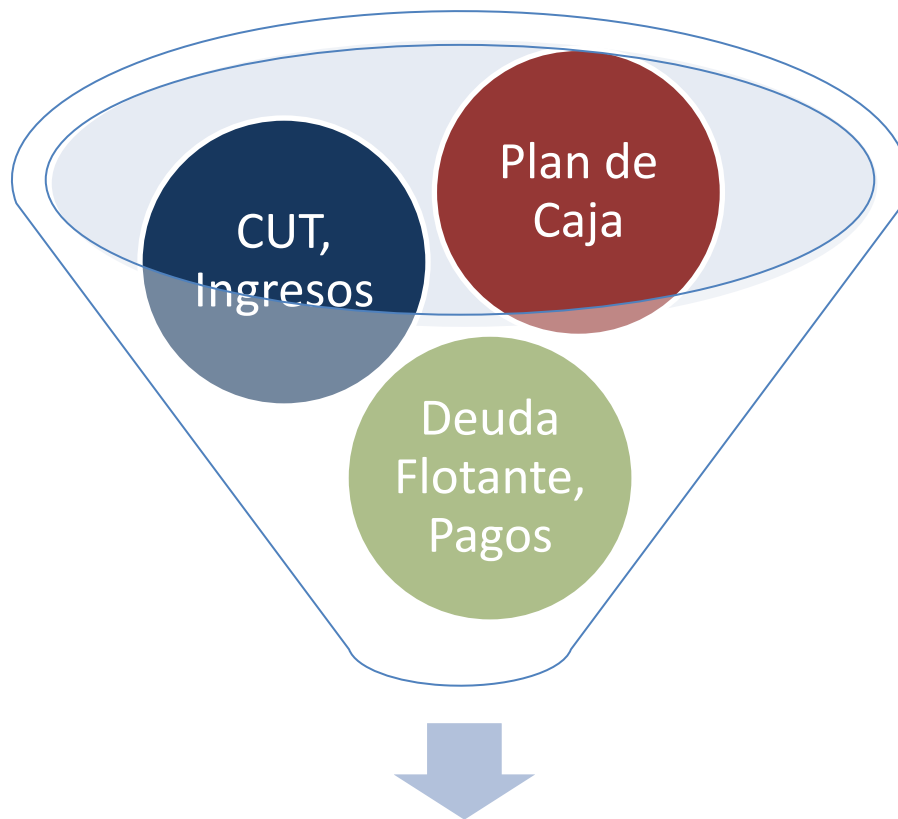 CUT,
Ingresos
Plan de
Caja
Deuda
Flotante,
Pagos